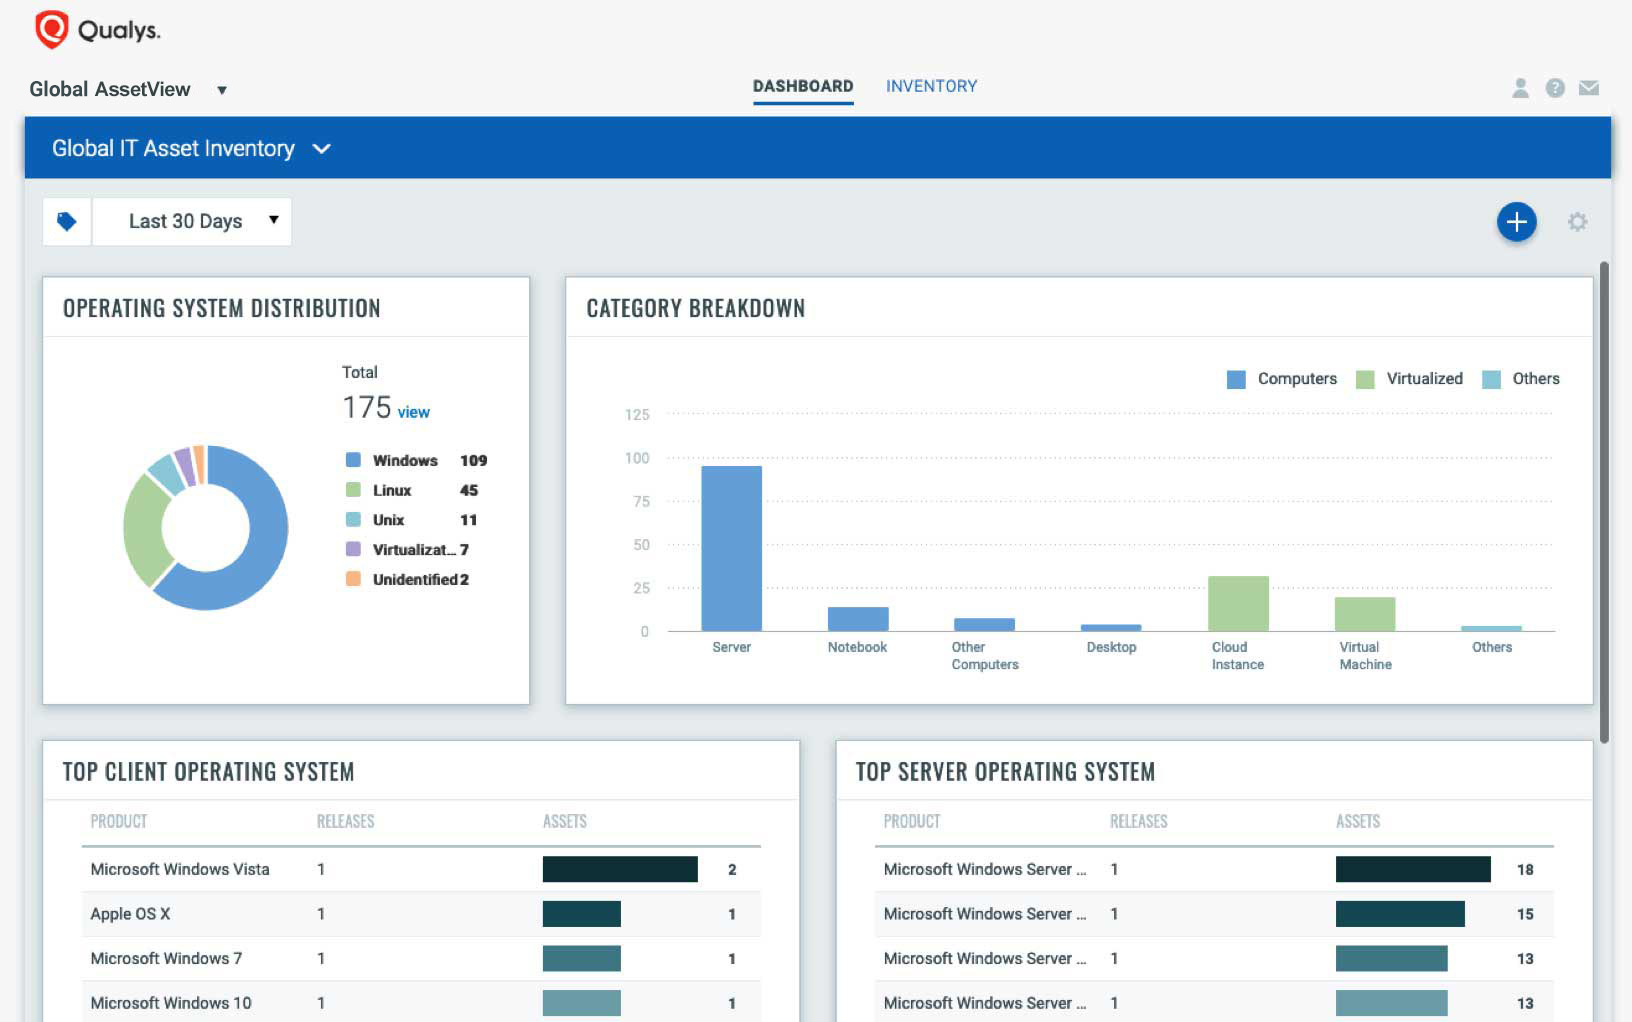 Qualys.
Global AssetView
DASHBOARD INVENTORY
?
Global IT Asset Inventory
Last 30 Days
OPERATING SYSTEM DISTRIBUTION
Total
175 view
Windows 109
Linux 45
Unix 11
Virtualizat... 7
Unidentified 2
CATEGORY BREAKDOWN
Computers Virtualized Others
125
100
75
50
25
0
Server Notebook Other Computers Desktop Cloud Instance Virtual Machine Others
TOP CLIENT OPERATING SYSTEM
PRODUCT RELEASES ASSETS
Microsoft Windows Vista 1 2
Apple OS X 1 1
Microsoft Windows 7 1 1
Microsoft Windows 10 1 1
TOP SERVER OPERATING SYSTEM
PRODUCT RELEASES ASSETS
Microsoft Windows Server ... 1 18
Microsoft Windows Server ... 1 15
Microsoft Windows Server ... 1 13
Microsoft Windows Server ... 1 13